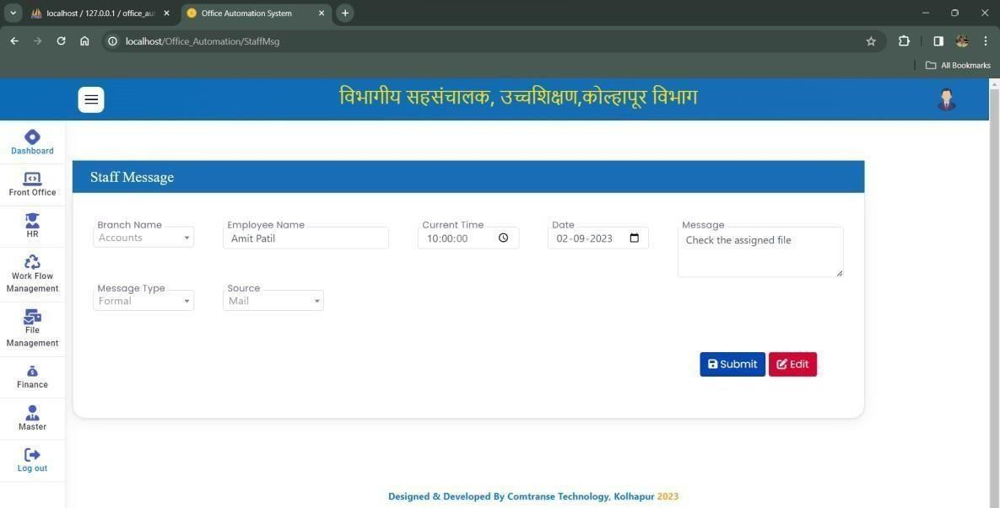 localhost / 127.0.0.1 / office_au
Office Automation System
localhost/Office_Automation/StaffMsg
All Bookmarks
विभागीय सहसंचालक, उच्चशिक्षण,कोल्हापूर विभाग
Dashboard
Front Office
HR
Work Flow
Management
File
Management
Finance
Master
Log out
Staff Message
Branch Name
Accounts
Employee Name
Amit Patil
Current Time
10:00:00
Date
02-09-2023
Message
Check the assigned file
Message Type
Formal
Source
Mail
Submit
Edit
Designed & Developed By Comtranse Technology, Kolhapur 2023